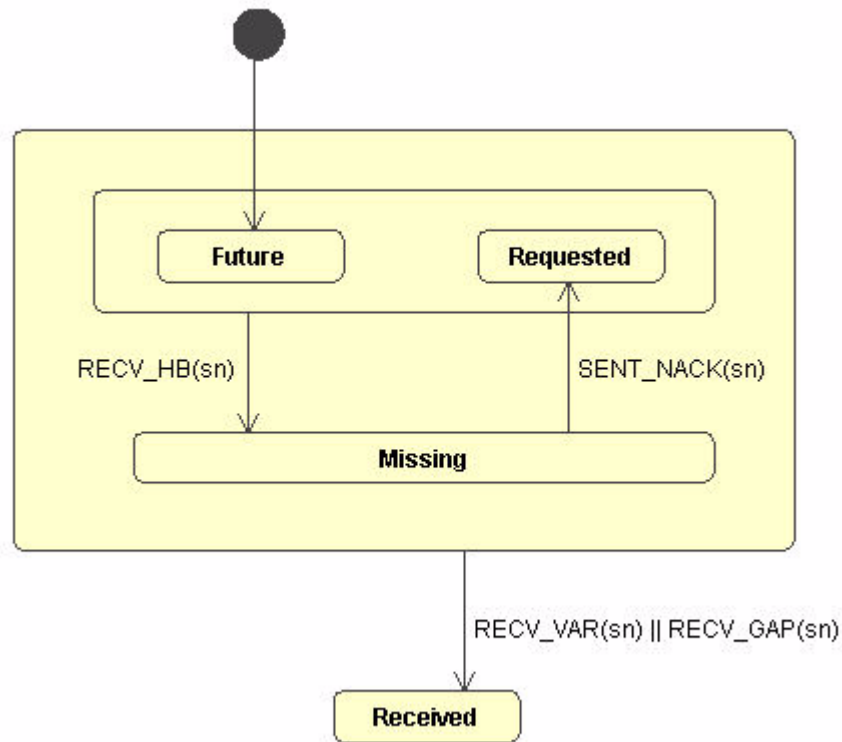 Future
Requested
RECV_HB(sn)
SENT_NACK(sn)
Missing
RECV_VAR(sn) || RECV_GAP(sn)
Received